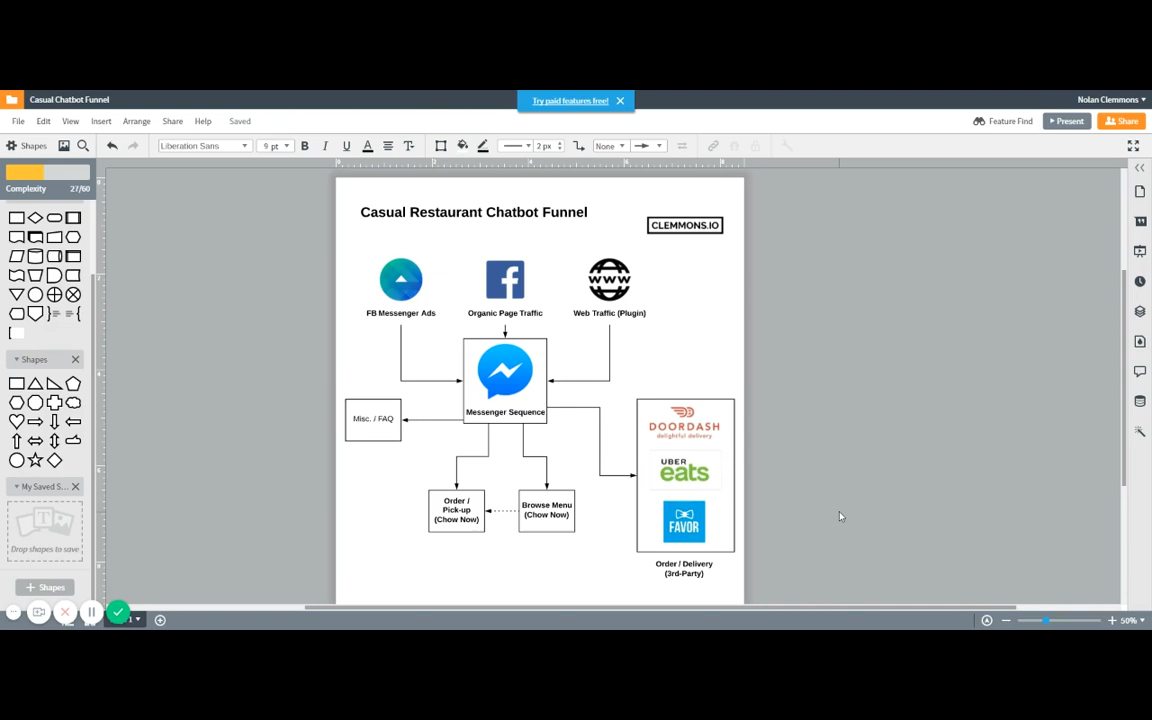 Casual Chatbot Funnel
Try paid features free!
Nolan Clemmons
File Edit View Insert Arrange Share Help Saved
Feature Find
Present
Share
Shapes
Liberation Sans
9 pt
B I U
T
2 px
None
Complexity 27/60
Shapes
My Saved S...
T
Drop shapes to save
+ Shapes
Casual Restaurant Chatbot Funnel
CLEMMONS.IO
f
WWW
FB Messenger Ads
Organic Page Traffic
Web Traffic (Plugin)
Messenger Sequence
Misc. / FAQ
DOORDASH
delightful delivery
UBER
eats
FAVOR
Order /
Pick-up
(Chow Now)
Browse Menu
(Chow Now)
Order / Delivery
(3rd-Party)
50%